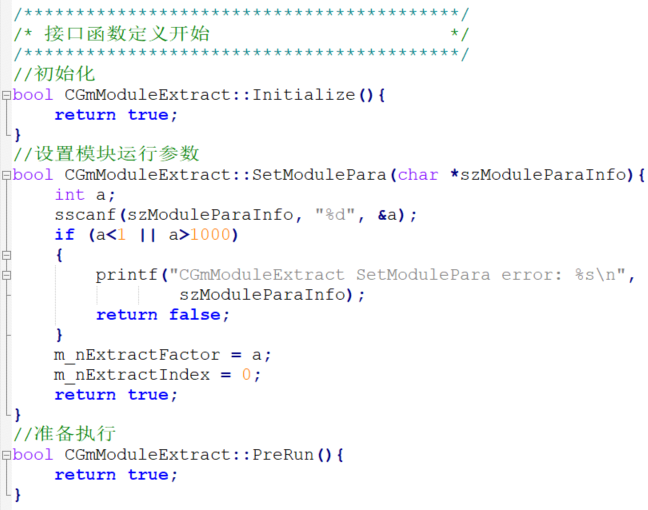 /******************************************/
/* 接口函数定义开始                       */
/******************************************/
//初始化
bool CGmModuleExtract::Initialize(){
    return true;
}
//设置模块运行参数
bool CGmModuleExtract::SetModulePara(char *szModuleParaInfo){
    int a;
    sscanf(szModuleParaInfo, "%d", &a);
    if (a<1 || a>1000)
    {
        printf("CGmModuleExtract SetModulePara error: %s\n",
                szModuleParaInfo);
        return false;
    }
    m_nExtractFactor = a;
    m_nExtractIndex = 0;
    return true;
}
//准备执行
bool CGmModuleExtract::PreRun(){
    return true;
}